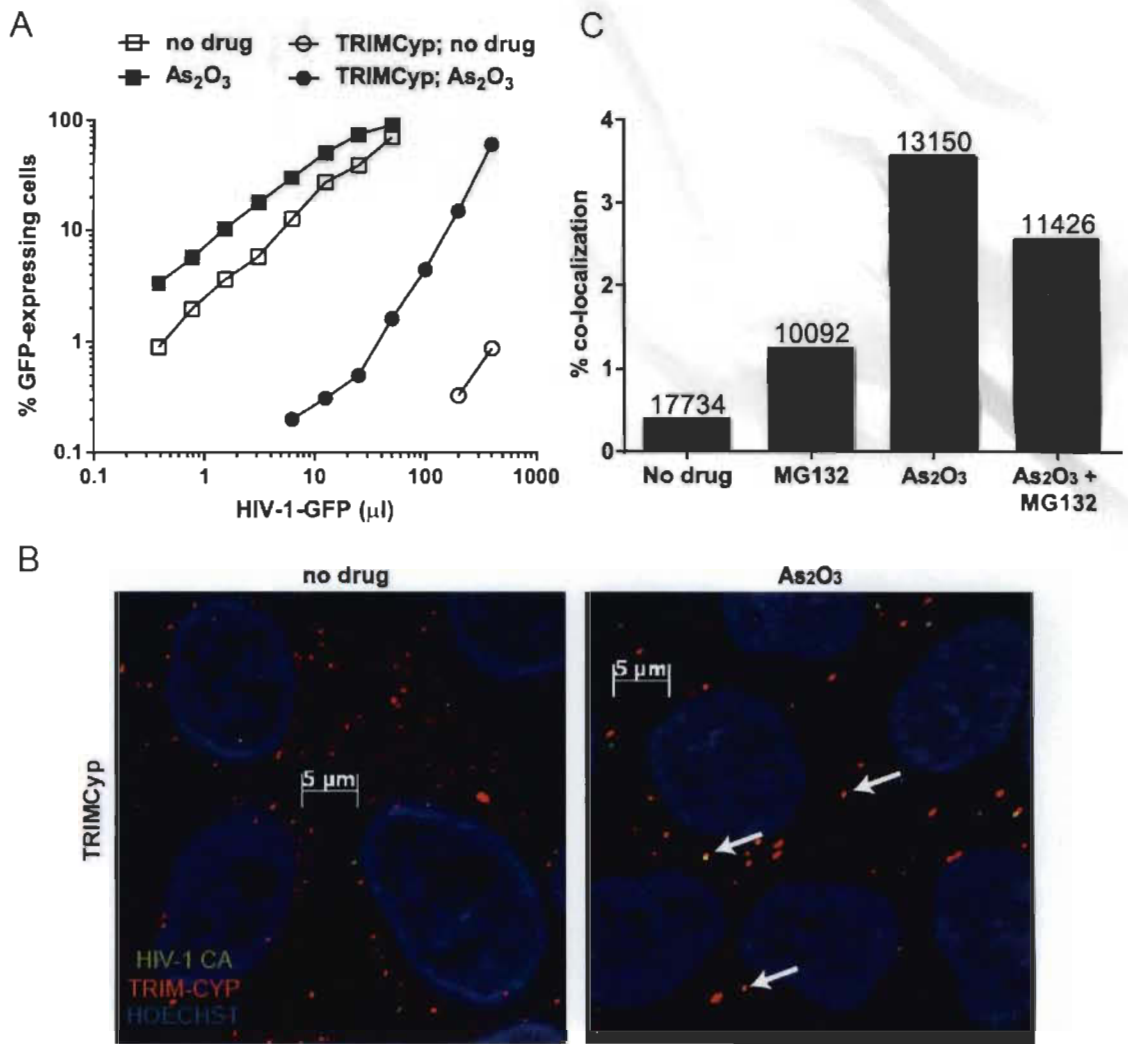 A
no drug
TRIMCyp; no drug
As₂O₃
TRIMCyp; As₂O₃
% GFP-expressing cells
100
10
1
0.1
0.1
1
10
100
1000
HIV-1-GFP (µl)
C
% co-localization
4
3
2
1
0
17734
10092
13150
11426
No drug
MG132
As₂O₃
As₂O₃ +
MG132
B
no drug
As₂O₃
TRIMCyp
5 µm
5 µm
HIV-1 CA
TRIM-CYP
HOECHST